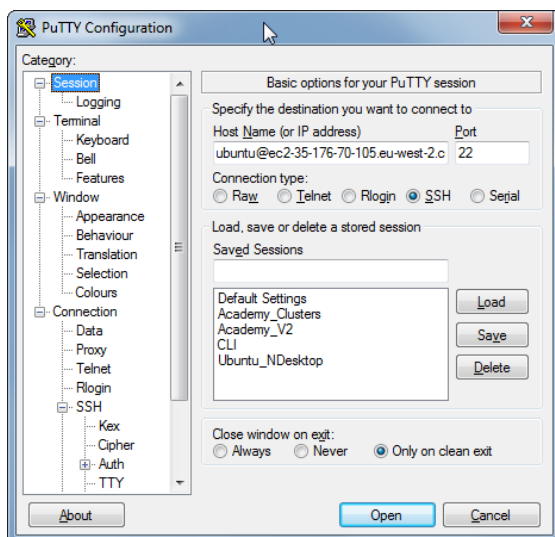 PuTTY Configuration
Category:
Session
Logging
Terminal
Keyboard
Bell
Features
Window
Appearance
Behaviour
Translation
Selection
Colours
Connection
Data
Proxy
Telnet
Rlogin
SSH
Kex
Cipher
Auth
TTY
Basic options for your PuTTY session
Specify the destination you want to connect to
Host Name (or IP address) Port
ubuntu@ec2-35-176-70-105.eu-west-2.c 22
Connection type:
Raw Telnet Rlogin SSH Serial
Load, save or delete a stored session
Saved Sessions
Default Settings
Academy_Clusters
Academy_V2
CLI
Ubuntu_NDesktop
Load
Save
Delete
Close window on exit:
Always Never Only on clean exit
About Open Cancel